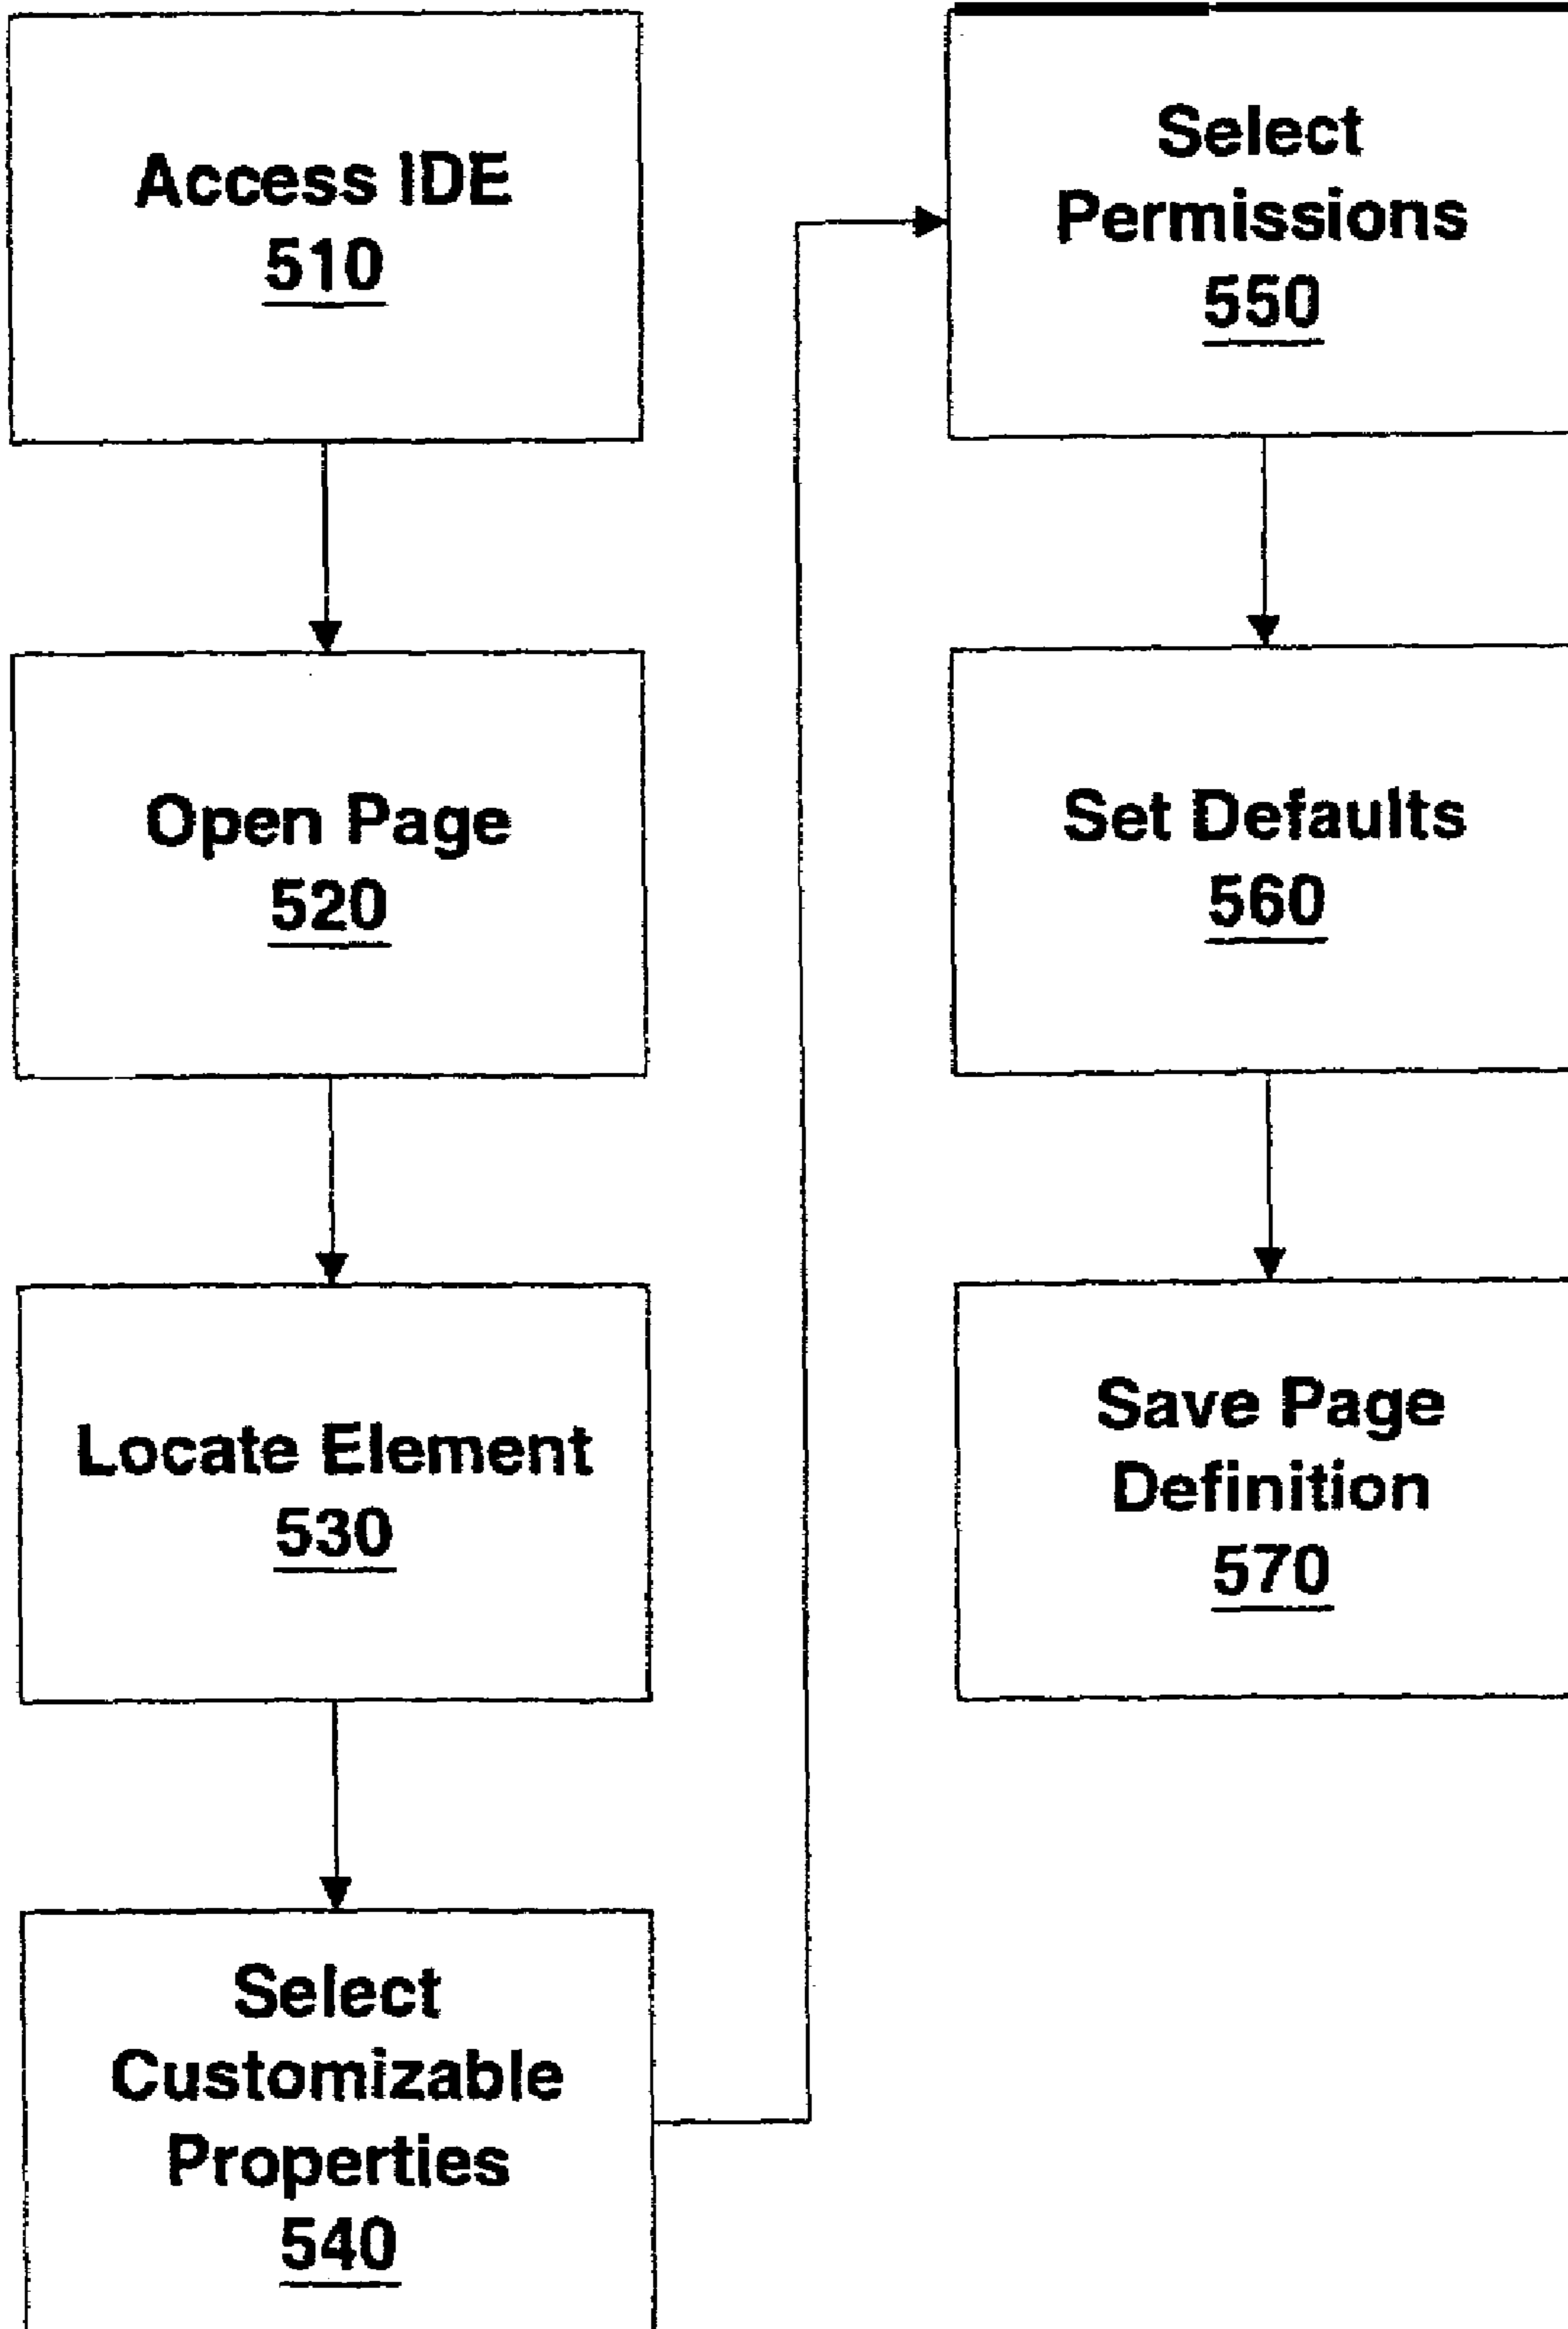 Access IDE
510
Open Page
520
Locate Element
530
Select
Customizable
Properties
540
Select
Permissions
550
Set Defaults
560
Save Page
Definition
570